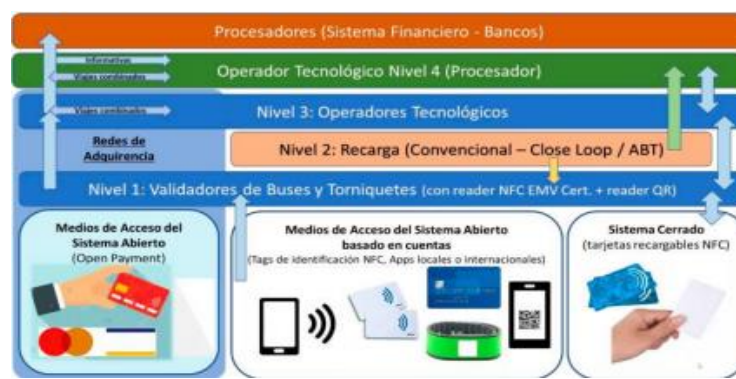 Procesadores (Sistema Financiero - Bancos)
Informativas
Viajes combinados
Operador Tecnológico Nivel 4 (Procesador)
Viajes combinados
Nivel 3: Operadores Tecnológicos
Redes de
Adquirencia
Nivel 2: Recarga (Convencional – Close Loop / ABT)
Nivel 1: Validadores de Buses y Torniquetes (con reader NFC EMV Cert. + reader QR)
Medios de Acceso del
Sistema Abierto
(Open Payment)
Medios de Acceso del Sistema Abierto
basado en cuentas
(Tags de identificación NFC, Apps locales o internacionales)
Sistema Cerrado
(tarjetas recargables NFC)